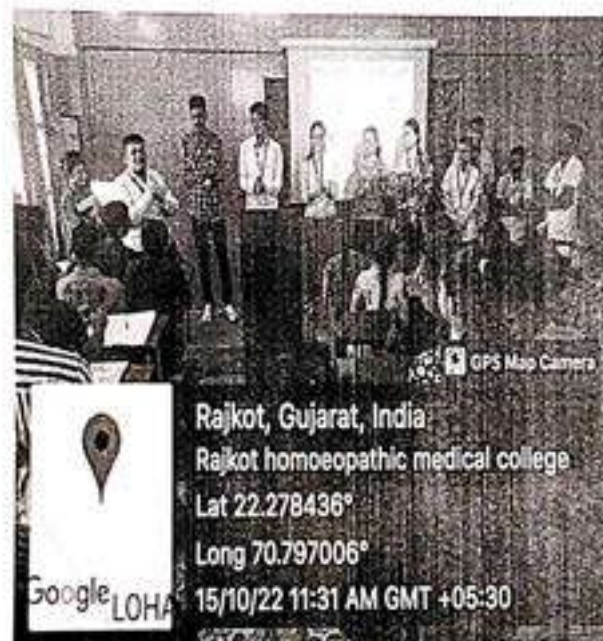 GPS Map Camera
Rajkot, Gujarat, India
Rajkot homoeopathic medical college
Lat 22.278436°
Long 70.797006°
15/10/22 11:31 AM GMT +05:30
Google
LOHA